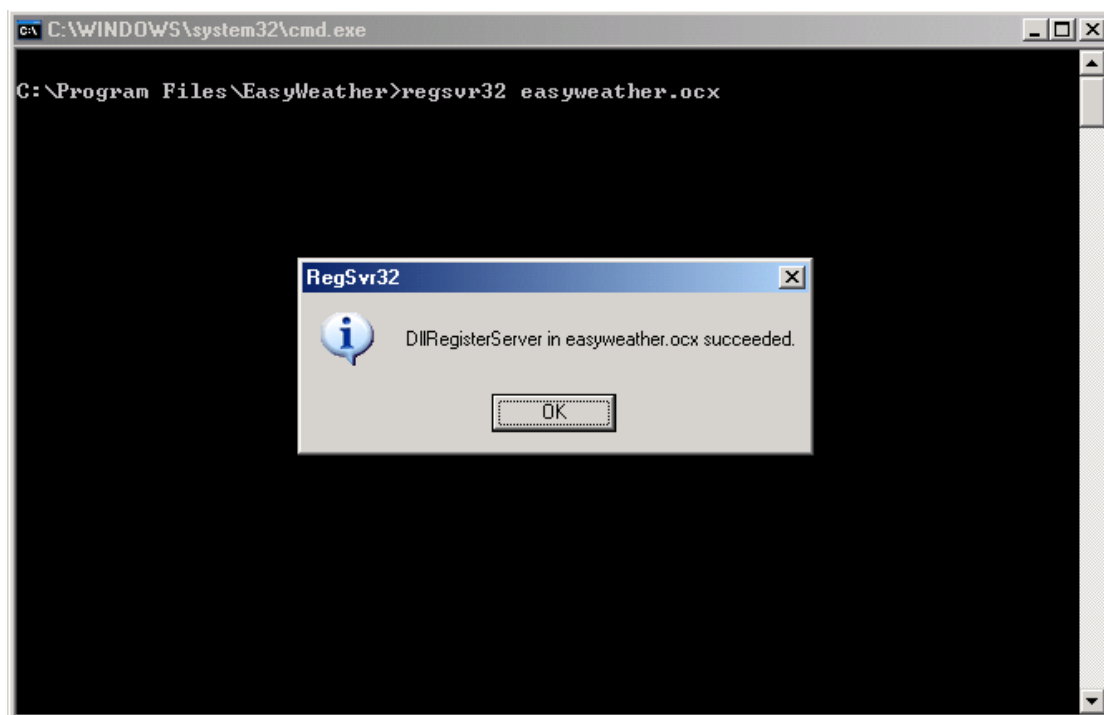 C:\WINDOWS\system32\cmd.exe
C:\Program Files\EasyWeather>regsvr32 easyweather.ocx
RegSvr32
DllRegisterServer in easyweather.ocx succeeded.
OK